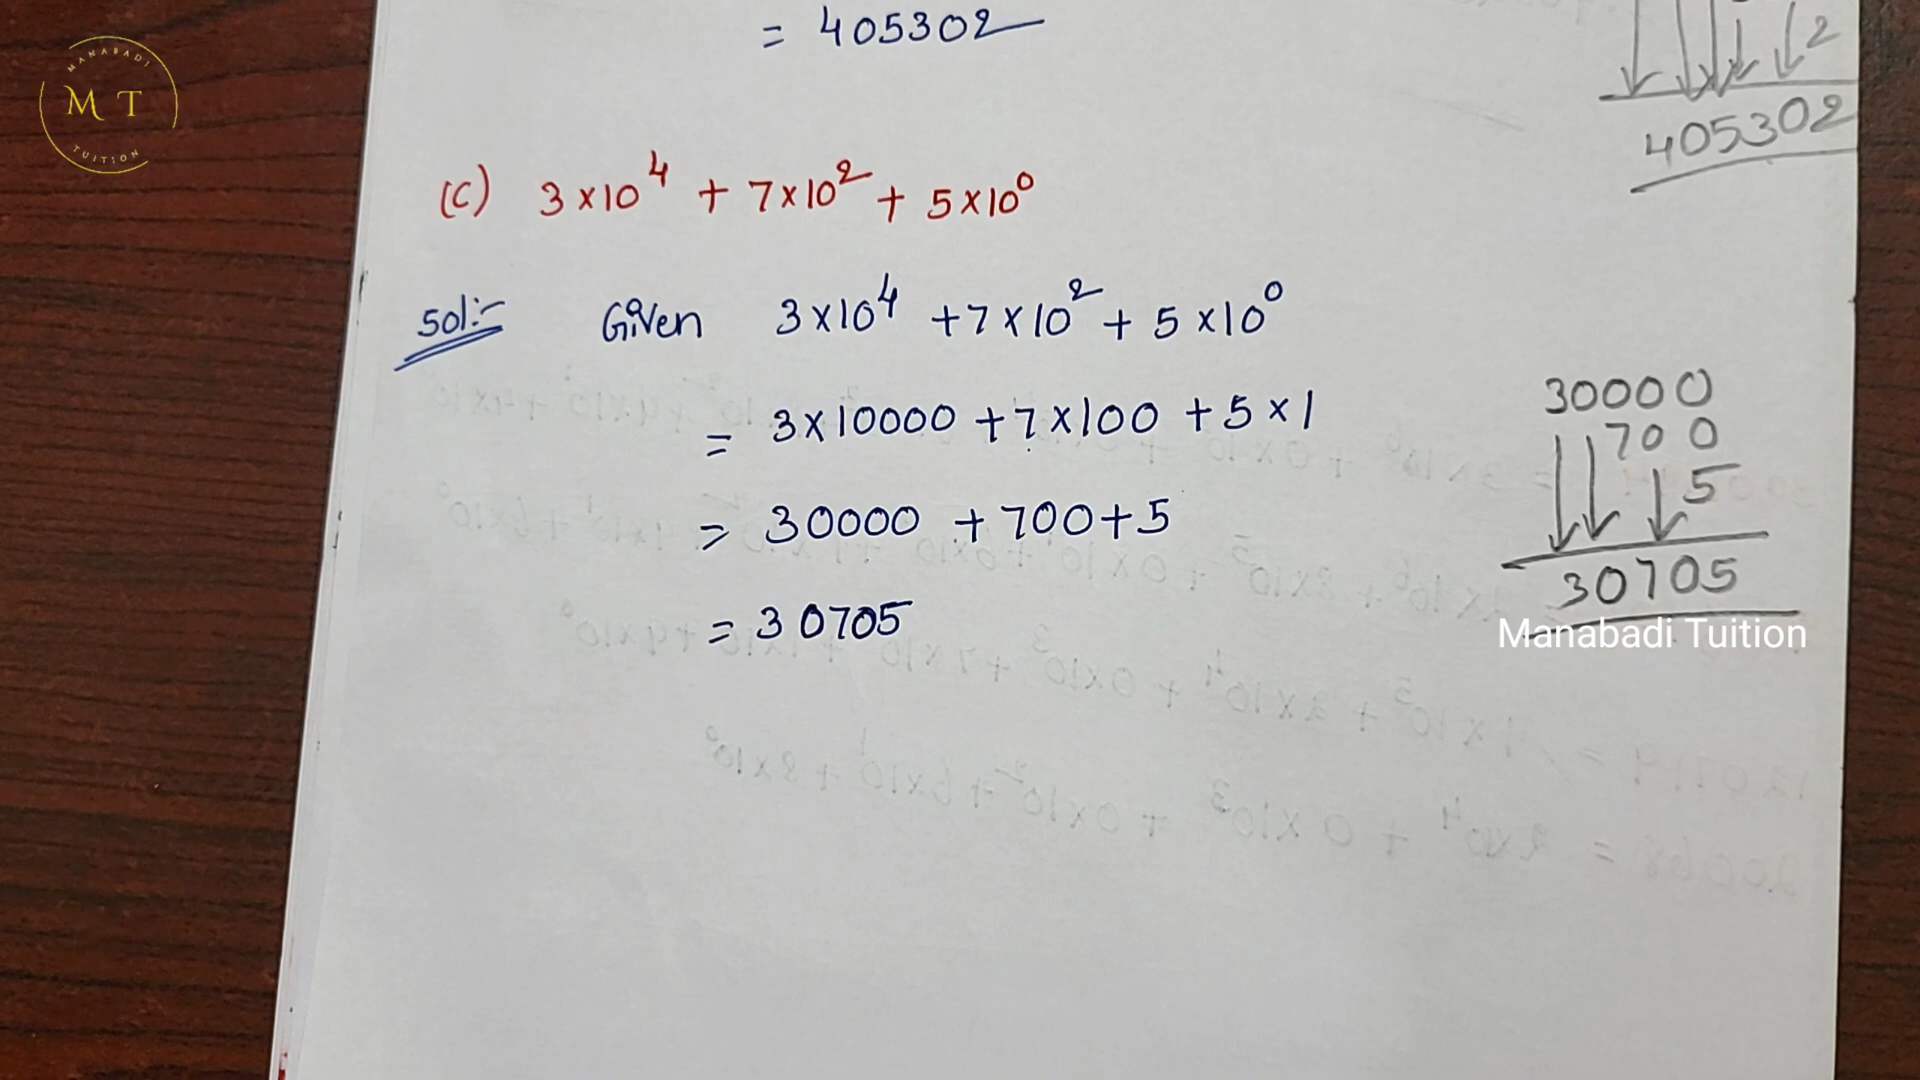 MANABADI
M T
TUITION
= 405302
2
405302
(C) 3×10⁴ + 7×10² + 5×10⁰
Sol:- Given 3×10⁴ + 7×10² + 5×10⁰
= 3×10000 + 7×100 + 5×1
= 30000 + 700 + 5
= 30705
30000
700
5
30705
Manabadi Tuition